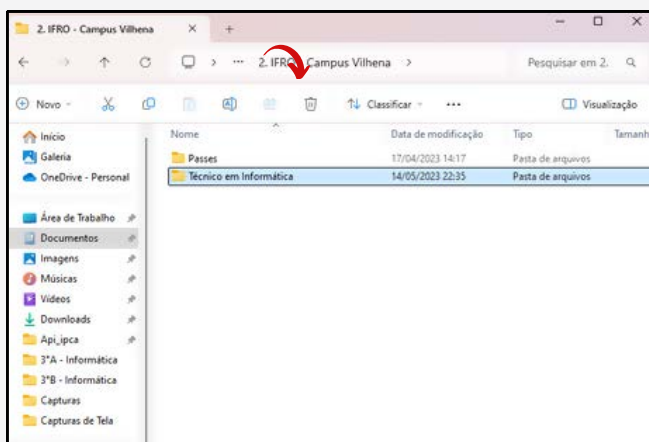 2. IFRO - Campus Vilhena
2. IFRO Campus Vilhena
Pesquisar em 2.
Novo
Classificar
Visualização
Nome
Data de modificação
Tipo
Tamanh
Início
Galeria
OneDrive - Personal
Passes
17/04/2023 14:17
Pasta de arquivos
Técnico em Informática
14/05/2023 22:35
Pasta de arquivos
Área de Trabalho
Documentos
Imagens
Músicas
Vídeos
Downloads
Api_ipca
3°A - Informática
3°B - Informática
Capturas
Capturas de Tela